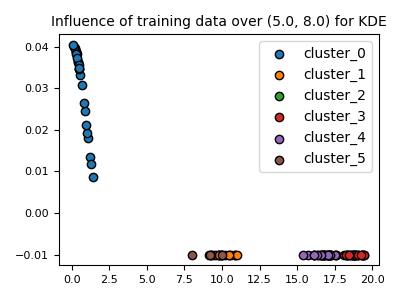 Influence of training data over (5.0, 8.0) for KDE
0.04
0.03
0.02
0.01
0.00
−0.01
0.0 2.5 5.0 7.5 10.0 12.5 15.0 17.5 20.0
cluster_0
cluster_1
cluster_2
cluster_3
cluster_4
cluster_5